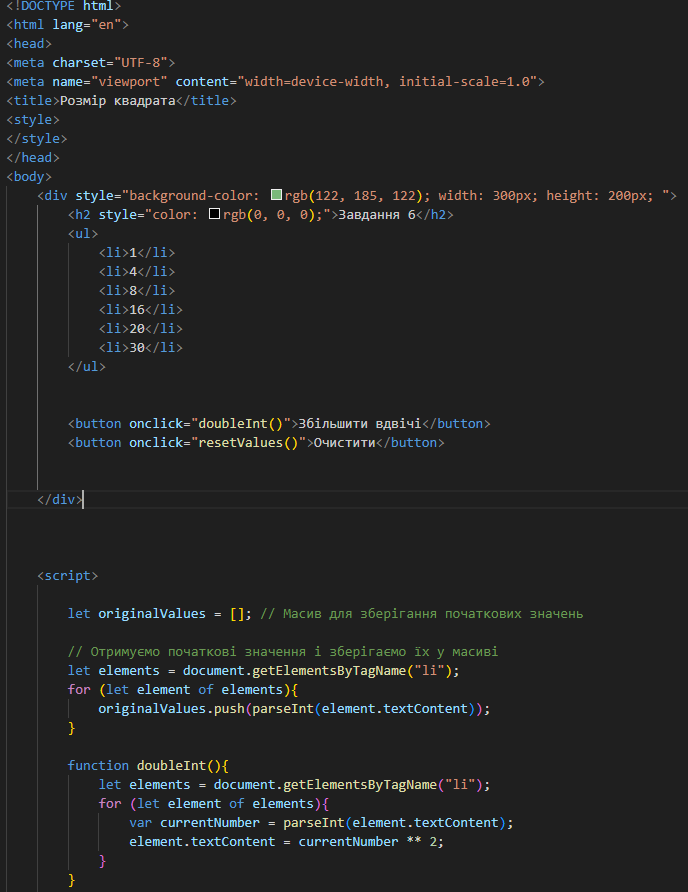 <!DOCTYPE html>
<html lang="en">
<head>
<meta charset="UTF-8">
<meta name="viewport" content="width=device-width, initial-scale=1.0">
<title>Розмір квадрата</title>
<style>
</style>
</head>
<body>
<div style="background-color: rgb(122, 185, 122); width: 300px; height: 200px; ">
<h2 style="color: rgb(0, 0, 0);">Завдання 6</h2>
<ul>
<li>1</li>
<li>4</li>
<li>8</li>
<li>16</li>
<li>20</li>
<li>30</li>
</ul>
<button onclick="doubleInt()">Збільшити вдвічі</button>
<button onclick="resetValues()">Очистити</button>
</div>
<script>
let originalValues = []; // Масив для зберігання початкових значень
// Отримуємо початкові значення і зберігаємо їх у масиві
let elements = document.getElementsByTagName("li");
for (let element of elements){
originalValues.push(parseInt(element.textContent));
}
function doubleInt(){
let elements = document.getElementsByTagName("li");
for (let element of elements){
var currentNumber = parseInt(element.textContent);
element.textContent = currentNumber ** 2;
}
}